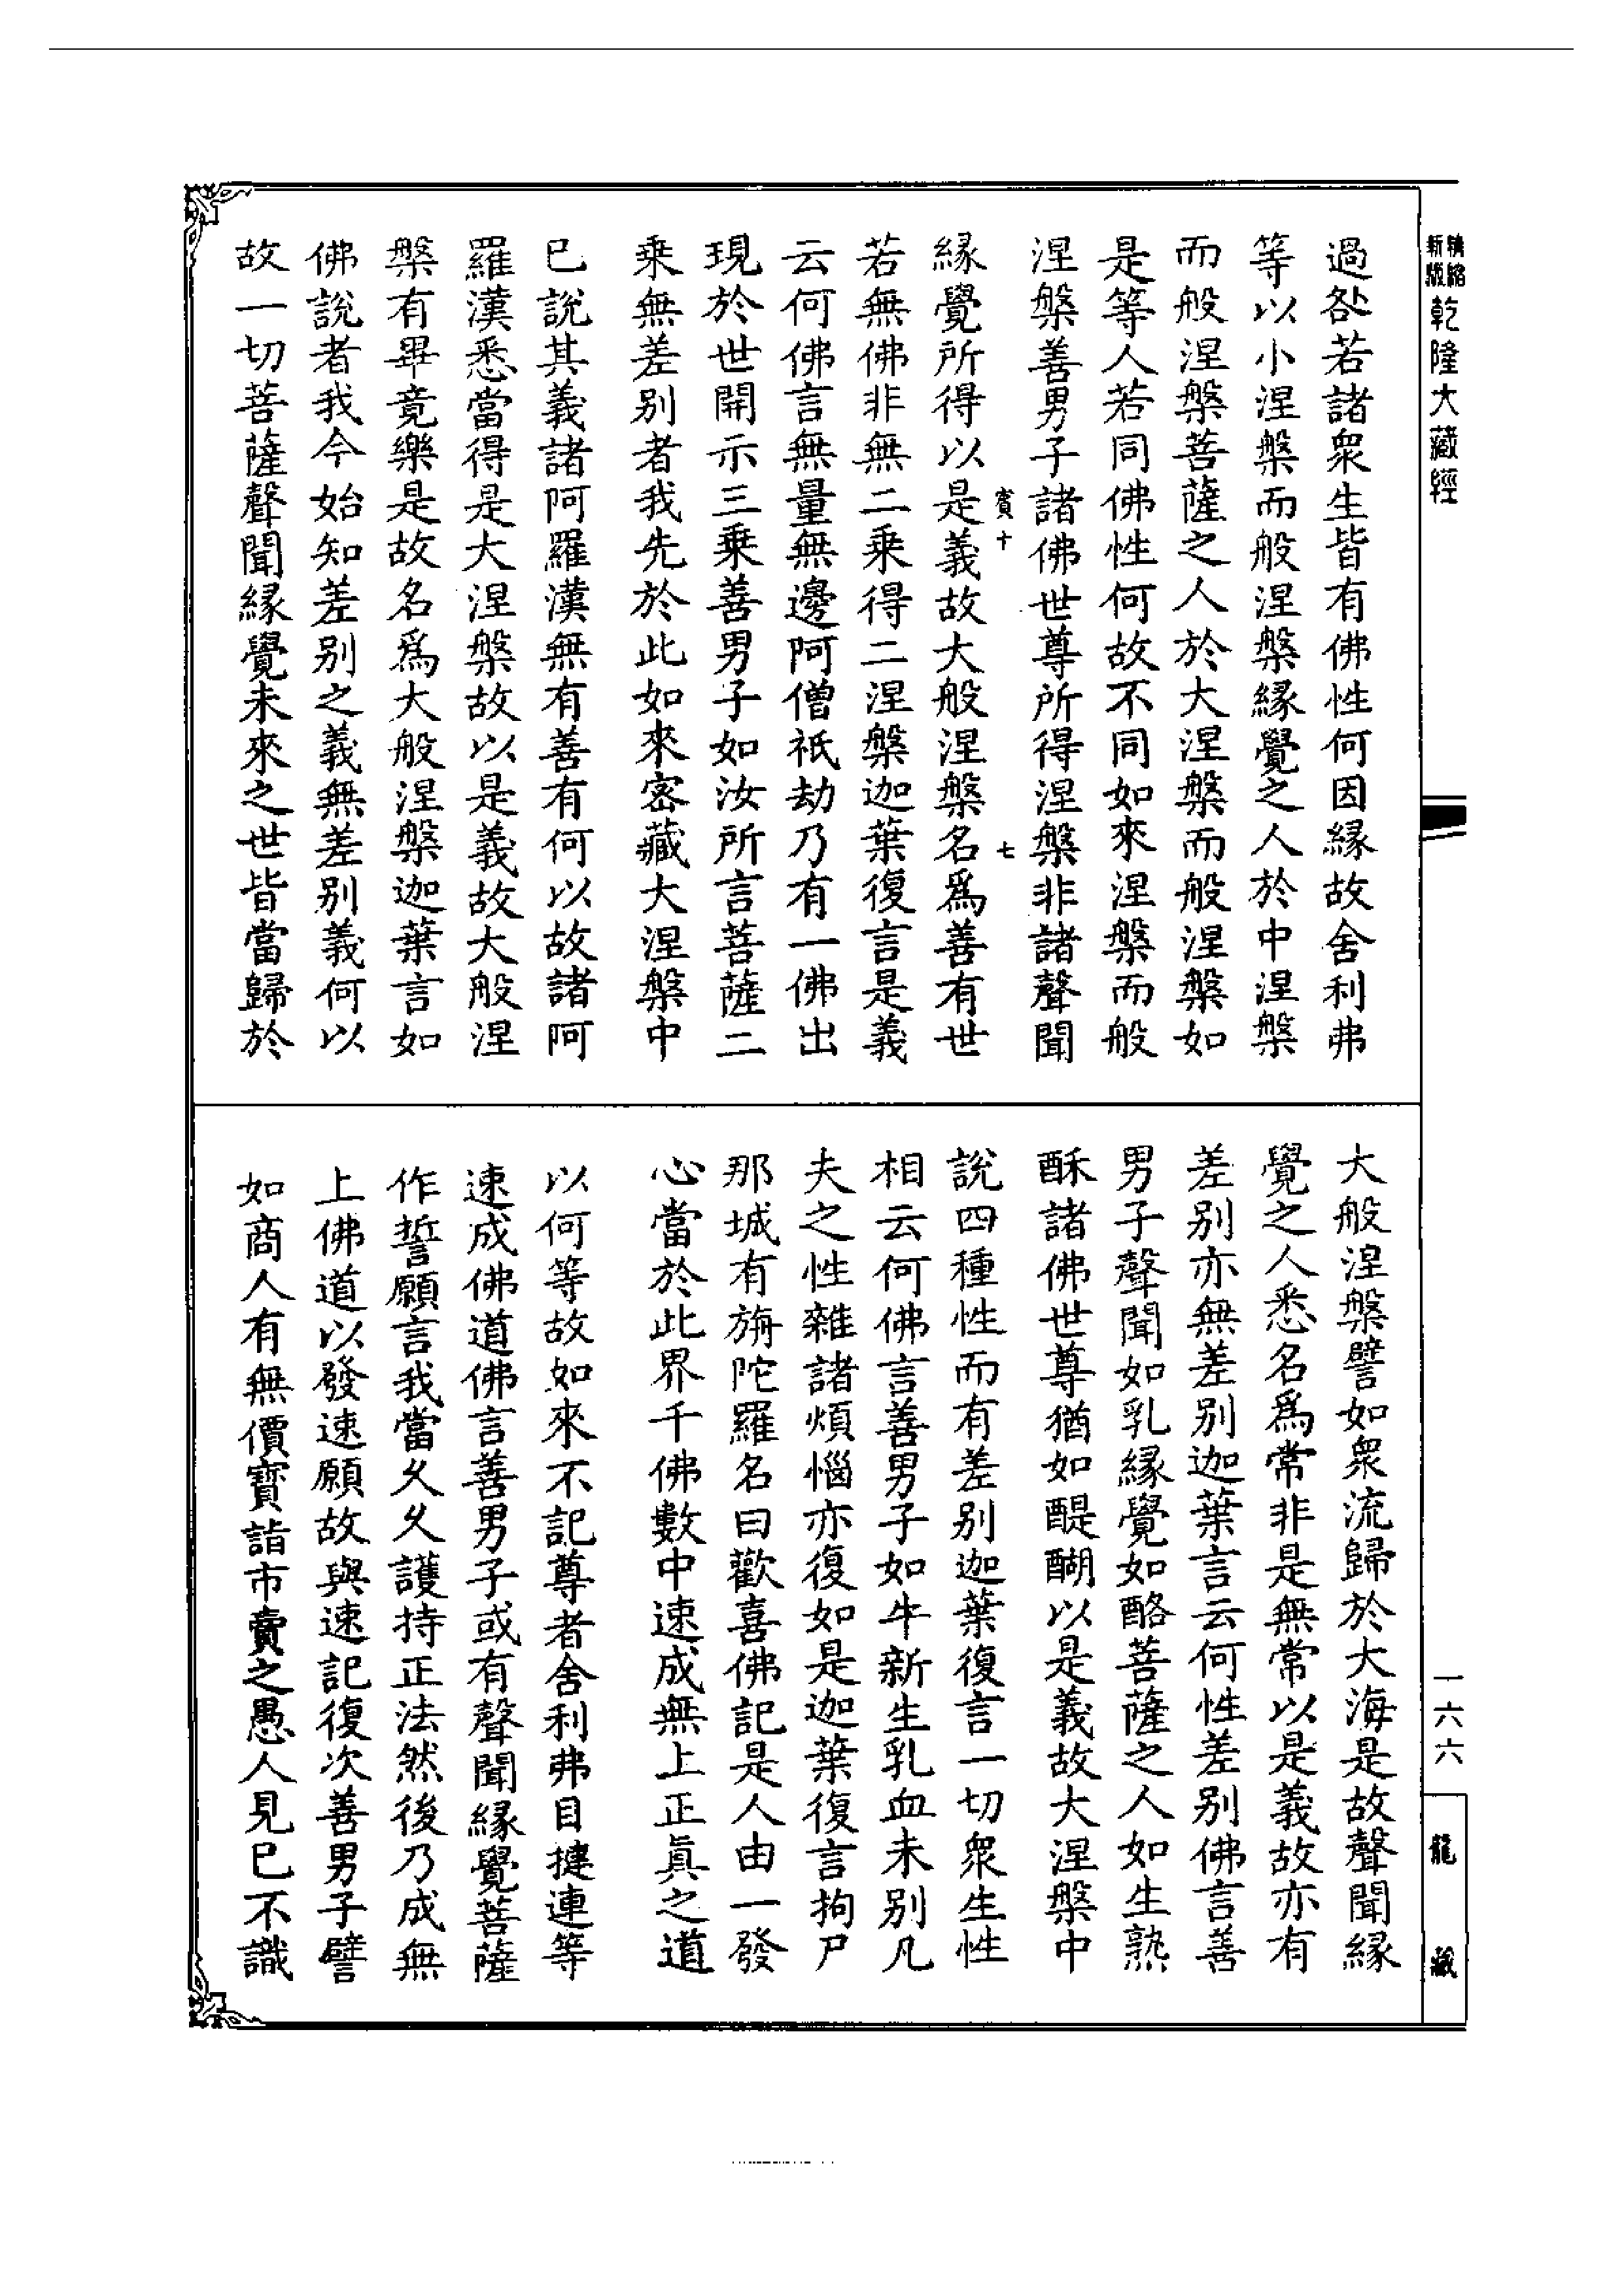 精縮
新版
乾隆大藏經
過咎若諸衆生皆有佛性何因緣故舍利弗
等以小涅槃而般涅槃緣覺之人於中涅槃
而般涅槃菩薩之人於大涅槃而般涅槃如
是等人若同佛性何故不同如來涅槃而般
涅槃善男子諸佛世尊所得涅槃非諸聲聞
賓十
七
緣覺所得以是義故大般涅槃名爲善有世
若無佛非無二乘得二涅槃迦葉復言是義
云何佛言無量無邊阿僧祇劫乃有一佛出
現於世開示三乘善男子如汝所言菩薩二
乘無差別者我先於此如來密藏大涅槃中
已說其義諸阿羅漢無有善有何以故諸阿
羅漢悉當得是大涅槃故以是義故大般涅
槃有畢竟樂是故名爲大般涅槃迦葉言如
佛說者我今始知差別之義無差別義何以
故一切菩薩聲聞緣覺未來之世皆當歸於
大般涅槃譬如衆流歸於大海是故聲聞緣
覺之人悉名爲常非是無常以是義故亦有
差別亦無差別迦葉言云何性差別佛言善
男子聲聞如乳緣覺如酪菩薩之人如生熟
酥諸佛世尊猶如醍醐以是義故大涅槃中
說四種性而有差別迦葉復言一切衆生性
相云何佛言善男子如牛新生乳血未別凡
夫之性雜諸煩惱亦復如是迦葉復言拘尸
那城有旃陀羅名曰歡喜佛記是人由一發
心當於此界千佛數中速成無上正眞之道
以何等故如來不記尊者舍利弗目揵連等
速成佛道佛言善男子或有聲聞緣覺菩薩
作誓願言我當久久護持正法然後乃成無
上佛道以發速願故與速記復次善男子譬
如商人有無價寶詣市賣之愚人見已不識
一六六
龍藏